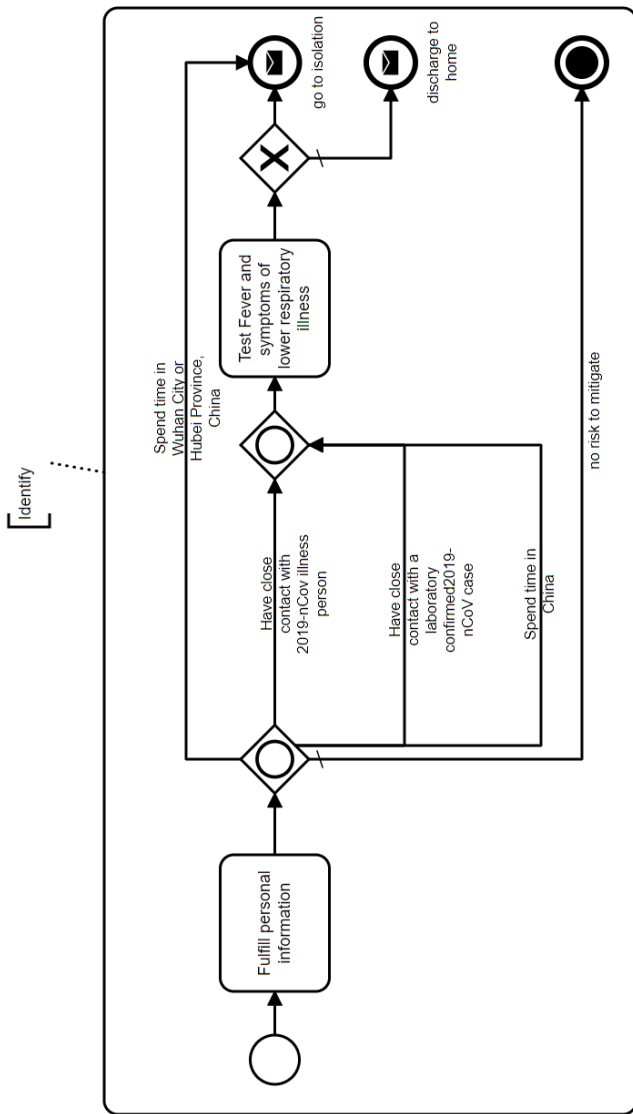 Identify
Fulfill personal
information
Spend time in
Wuhan City or
Hubei Province,
China
Have close
contact with
2019-nCov illness
person
Have close
contact with a
laboratory
confirmed2019-
nCoV case
Spend time in
China
no risk to mitigate
Test Fever and
symptoms of
lower respiratory
illness
X
go to isolation
discharge to
home